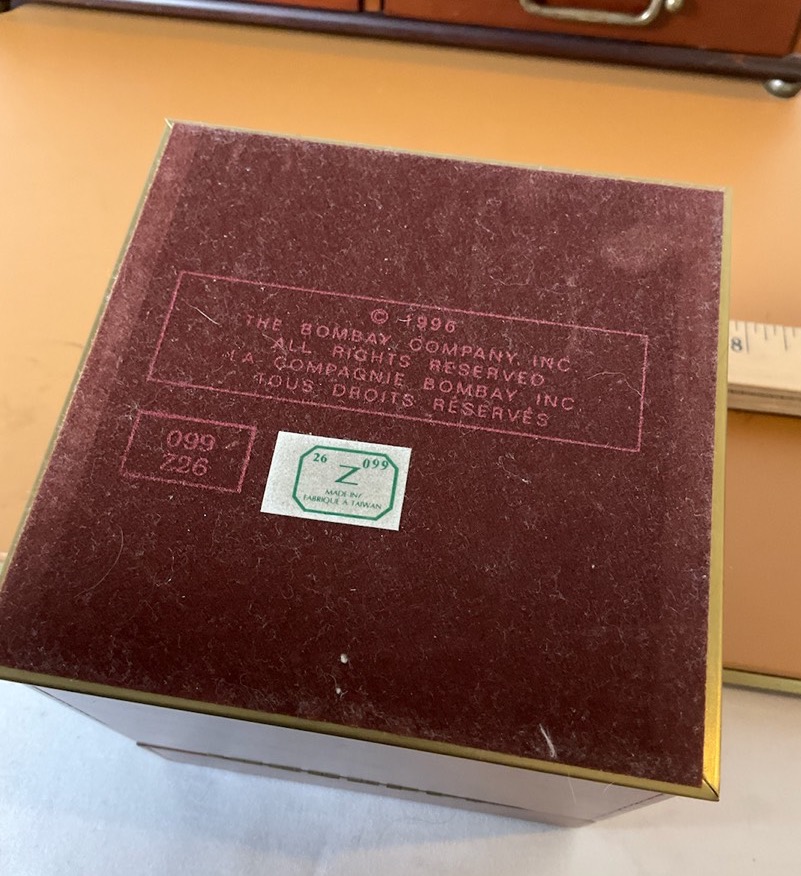 © 1996
THE BOMBAY COMPANY, INC.
ALL RIGHTS RESERVED
LA COMPAGNIE BOMBAY, INC
TOUS DROITS RÉSERVÉS
099
Z26
26 Z 099
MADE IN/
FABRIQUÉ À TAIWAN
8